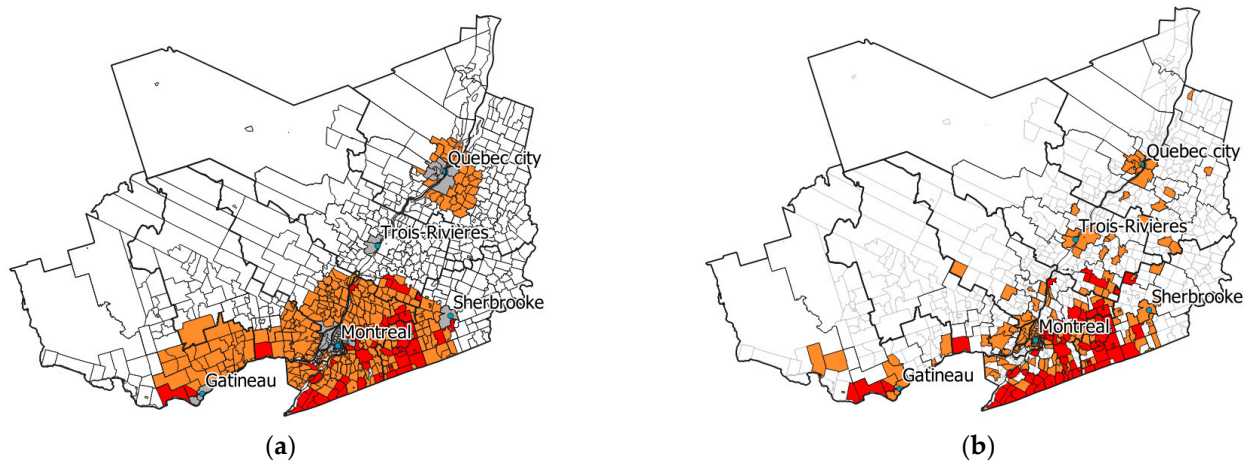 Quebec city
Trois-Rivières
Sherbrooke
Montreal
Gatineau
(a)
Quebec city
Trois-Rivières
Sherbrooke
Montreal
Gatineau
(b)